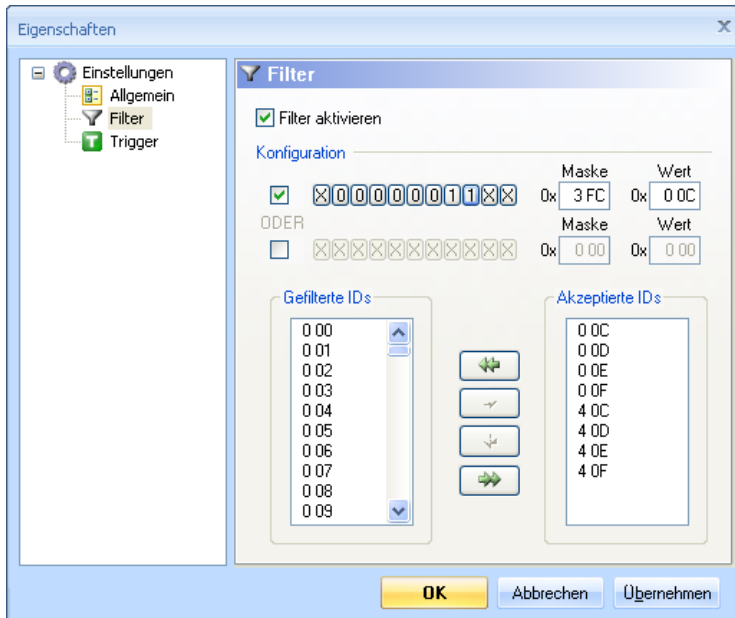 Eigenschaften
Einstellungen
Allgemein
Filter
Trigger
Filter
Filter aktivieren
Konfiguration
Maske Wert
X00000011XX 0x 3 FC 0x 0 0C
ODER
Maske Wert
XXXXXXXXXXX 0x 0 00 0x 0 00
Gefilterte IDs
0 00
0 01
0 02
0 03
0 04
0 05
0 06
0 07
0 08
0 09
Akzeptierte IDs
0 0C
0 0D
0 0E
0 0F
4 0C
4 0D
4 0E
4 0F
OK Abbrechen Übernehmen